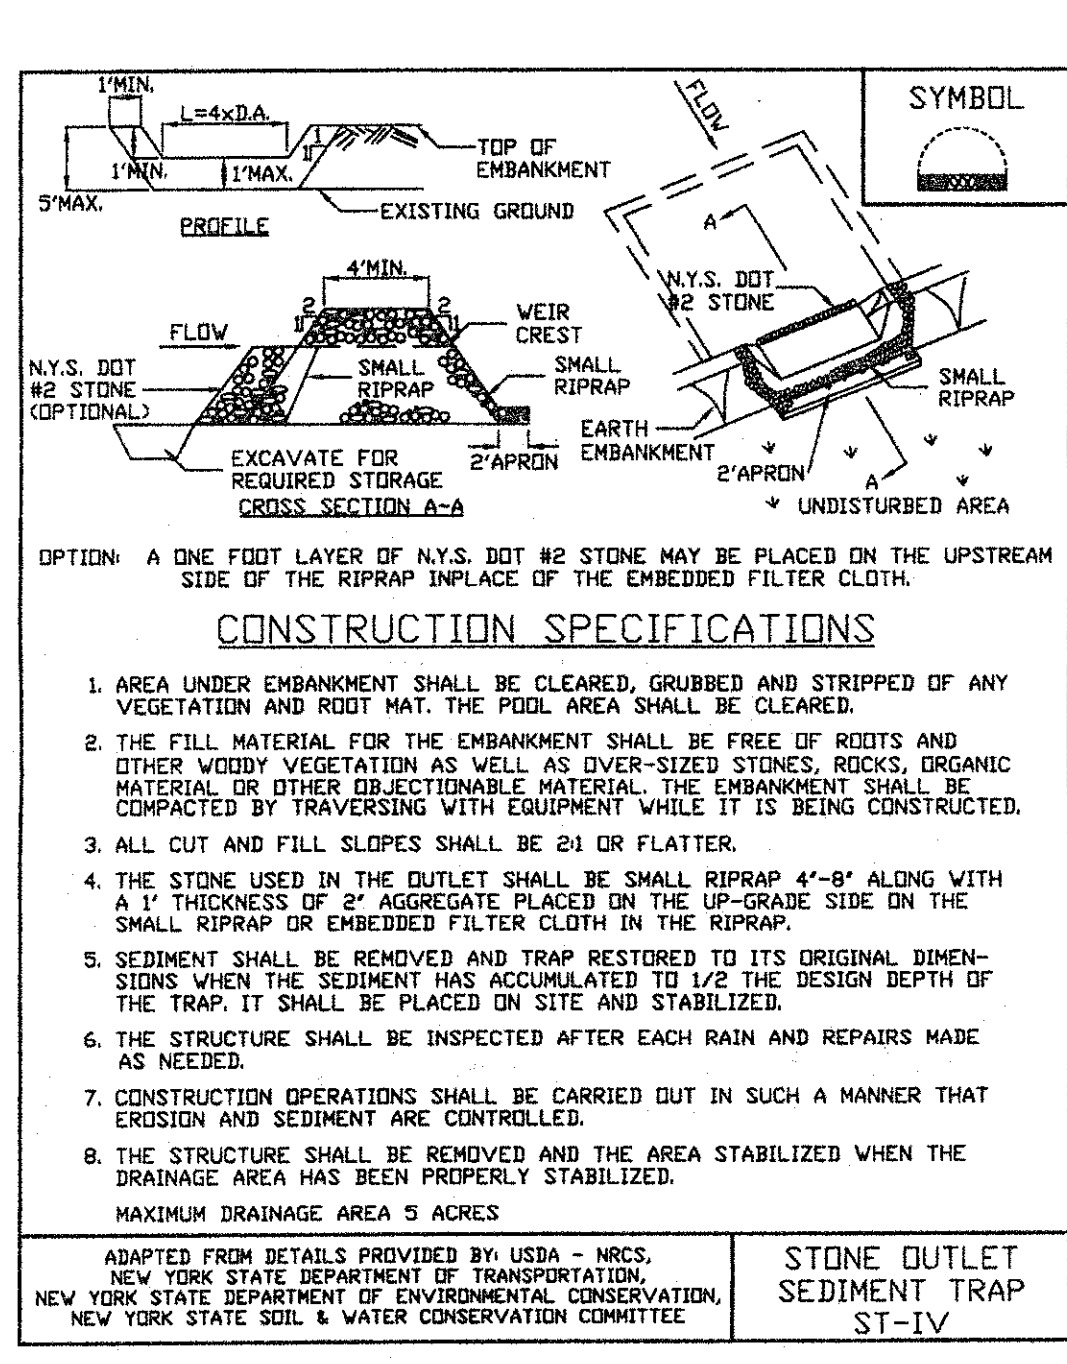 1'MIN.
L=4xD.A.
1
1
TOP OF
EMBANKMENT
1'MIN.
1'MAX.
5'MAX.
EXISTING GROUND
PROFILE
FLOW
SYMBOL
A
N.Y.S. DOT
#2 STONE
4'MIN.
2
1
2
1
FLOW
WEIR
CREST
N.Y.S. DOT
#2 STONE
(OPTIONAL)
SMALL
RIPRAP
SMALL
RIPRAP
SMALL
RIPRAP
EARTH
EMBANKMENT
EXCAVATE FOR
REQUIRED STORAGE
2'APRON
2'APRON
A
CROSS SECTION A-A
UNDISTURBED AREA
OPTION: A ONE FOOT LAYER OF N.Y.S. DOT #2 STONE MAY BE PLACED ON THE UPSTREAM
SIDE OF THE RIPRAP INPLACE OF THE EMBEDDED FILTER CLOTH.
CONSTRUCTION SPECIFICATIONS
1. AREA UNDER EMBANKMENT SHALL BE CLEARED, GRUBBED AND STRIPPED OF ANY
VEGETATION AND ROOT MAT. THE POOL AREA SHALL BE CLEARED.
2. THE FILL MATERIAL FOR THE EMBANKMENT SHALL BE FREE OF ROOTS AND
OTHER WOODY VEGETATION AS WELL AS OVER-SIZED STONES, ROCKS, ORGANIC
MATERIAL OR OTHER OBJECTIONABLE MATERIAL. THE EMBANKMENT SHALL BE
COMPACTED BY TRAVERSING WITH EQUIPMENT WHILE IT IS BEING CONSTRUCTED.
3. ALL CUT AND FILL SLOPES SHALL BE 2:1 OR FLATTER.
4. THE STONE USED IN THE OUTLET SHALL BE SMALL RIPRAP 4"-8" ALONG WITH
A 1' THICKNESS OF 2" AGGREGATE PLACED ON THE UP-GRADE SIDE ON THE
SMALL RIPRAP OR EMBEDDED FILTER CLOTH IN THE RIPRAP.
5. SEDIMENT SHALL BE REMOVED AND TRAP RESTORED TO ITS ORIGINAL DIMEN-
SIONS WHEN THE SEDIMENT HAS ACCUMULATED TO 1/2 THE DESIGN DEPTH OF
THE TRAP. IT SHALL BE PLACED ON SITE AND STABILIZED.
6. THE STRUCTURE SHALL BE INSPECTED AFTER EACH RAIN AND REPAIRS MADE
AS NEEDED.
7. CONSTRUCTION OPERATIONS SHALL BE CARRIED OUT IN SUCH A MANNER THAT
EROSION AND SEDIMENT ARE CONTROLLED.
8. THE STRUCTURE SHALL BE REMOVED AND THE AREA STABILIZED WHEN THE
DRAINAGE AREA HAS BEEN PROPERLY STABILIZED.
MAXIMUM DRAINAGE AREA 5 ACRES
ADAPTED FROM DETAILS PROVIDED BY: USDA - NRCS,
NEW YORK STATE DEPARTMENT OF TRANSPORTATION,
NEW YORK STATE DEPARTMENT OF ENVIRONMENTAL CONSERVATION,
NEW YORK STATE SOIL & WATER CONSERVATION COMMITTEE
STONE OUTLET
SEDIMENT TRAP
ST-IV